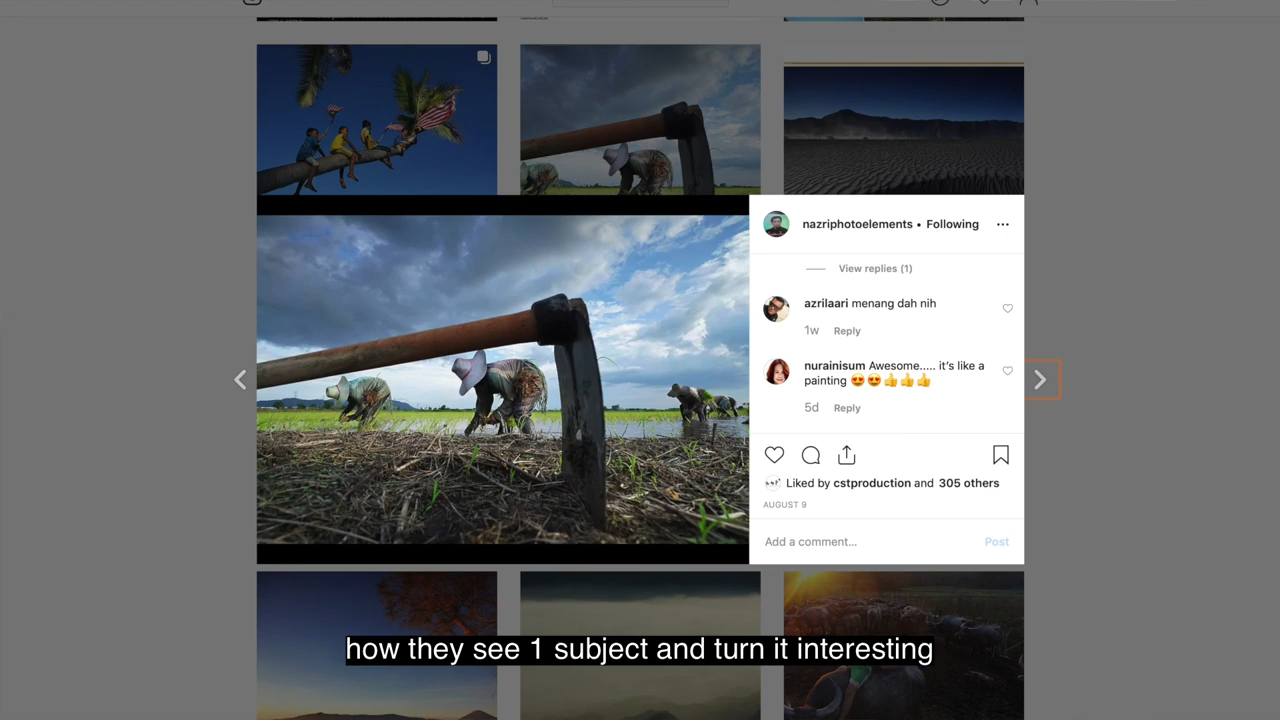 nazriphotoelements • Following
View replies (1)
azrilaari menang dah nih
1w Reply
nurainisum Awesome..... it's like a
painting 😍😍👍👍👍
5d Reply
Liked by cstproduction and 305 others
AUGUST 9
Add a comment... Post
how they see 1 subject and turn it interesting